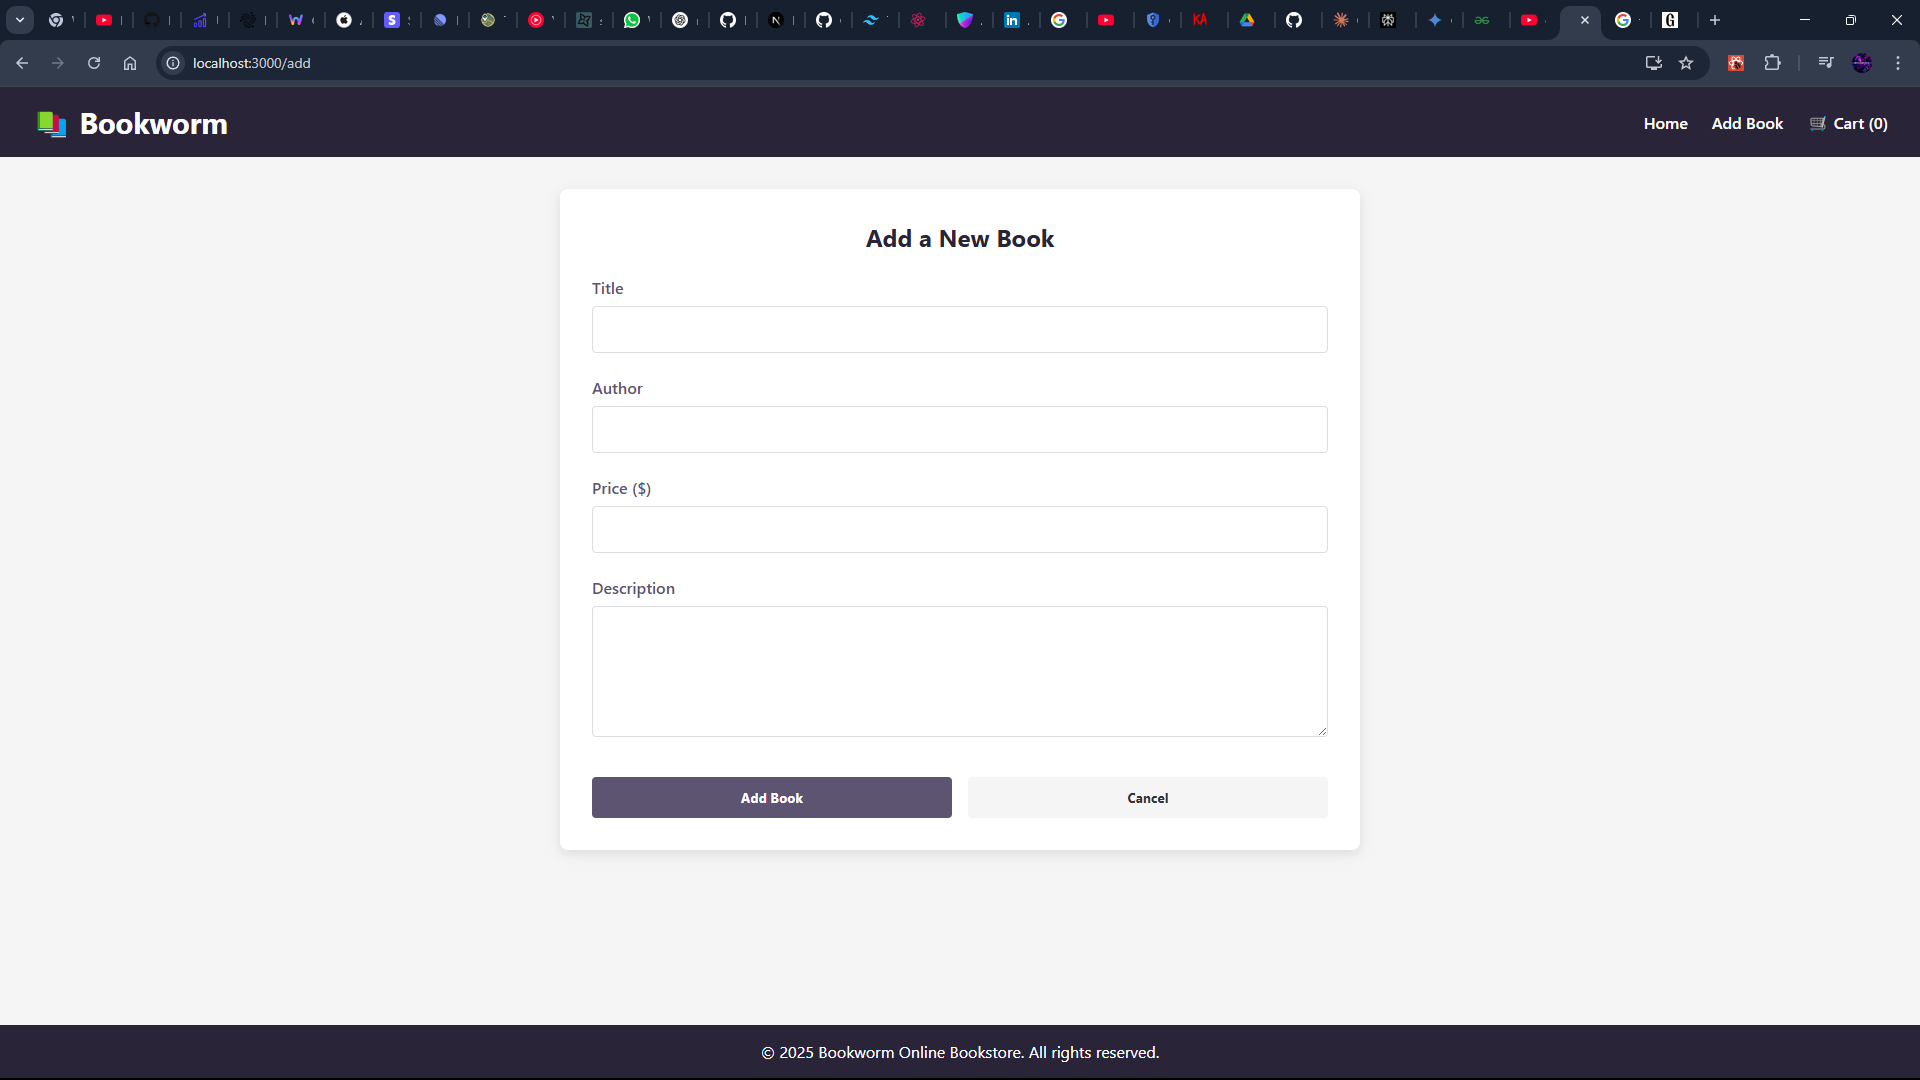 localhost:3000/add
Bookworm
Home
Add Book
Cart (0)
Add a New Book
Title
Author
Price ($)
Description
Add Book
Cancel
© 2025 Bookworm Online Bookstore. All rights reserved.